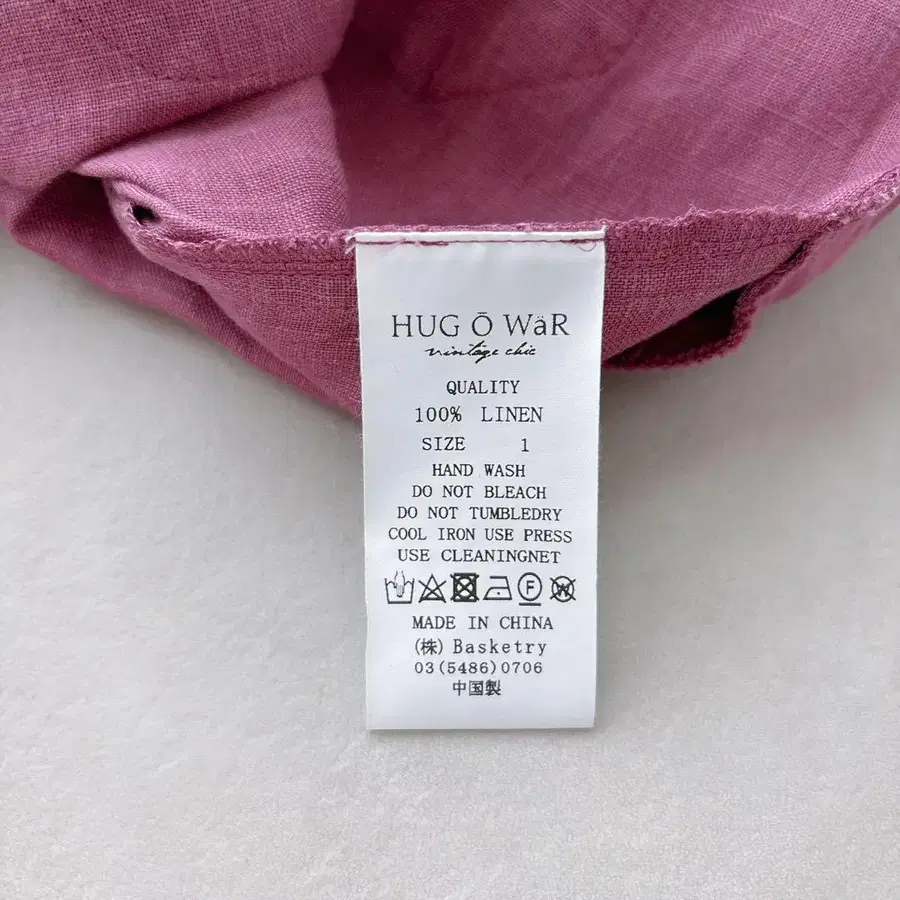 HUG Ō WäR
vintage chic
QUALITY
100% LINEN
SIZE 1
HAND WASH
DO NOT BLEACH
DO NOT TUMBLEDRY
COOL IRON USE PRESS
USE CLEANINGNET
F W
MADE IN CHINA
(株) Basketry
03(5486)0706
中国製